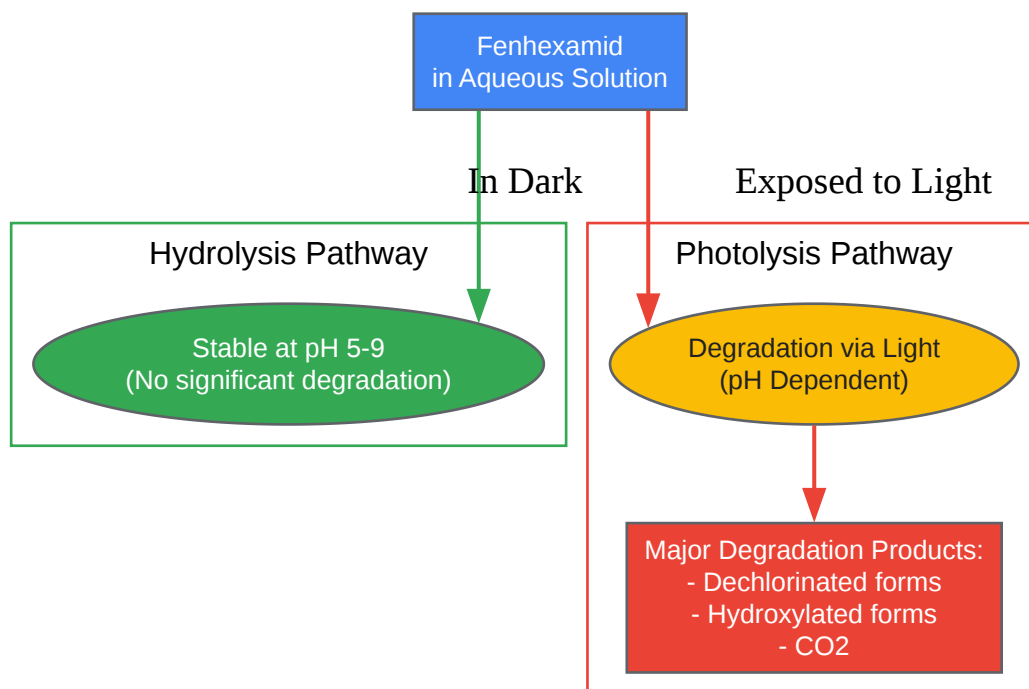 Fenhexamid
in Aqueous Solution
In Dark
Exposed to Light
Hydrolysis Pathway
Photolysis Pathway
Stable at pH 5-9
(No significant degradation)
Degradation via Light
(pH Dependent)
Major Degradation Products:
- Dechlorinated forms
- Hydroxylated forms
- CO2